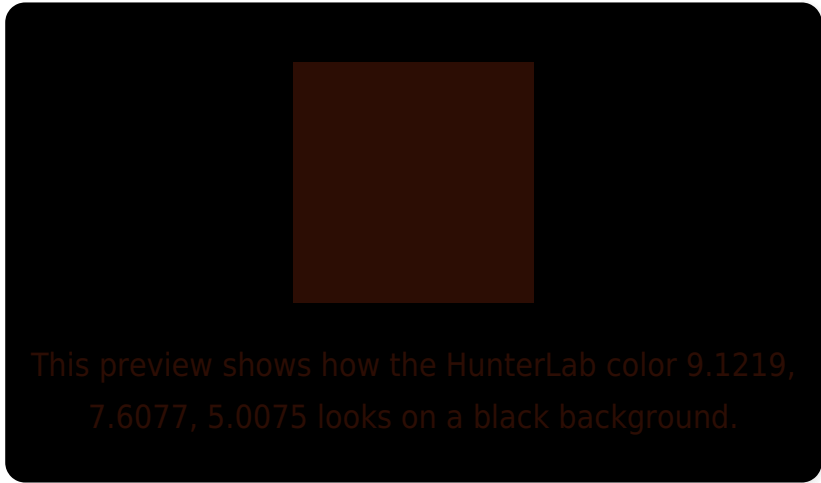 This preview shows how the HunterLab color 9.1219,
7.6077, 5.0075 looks on a black background.